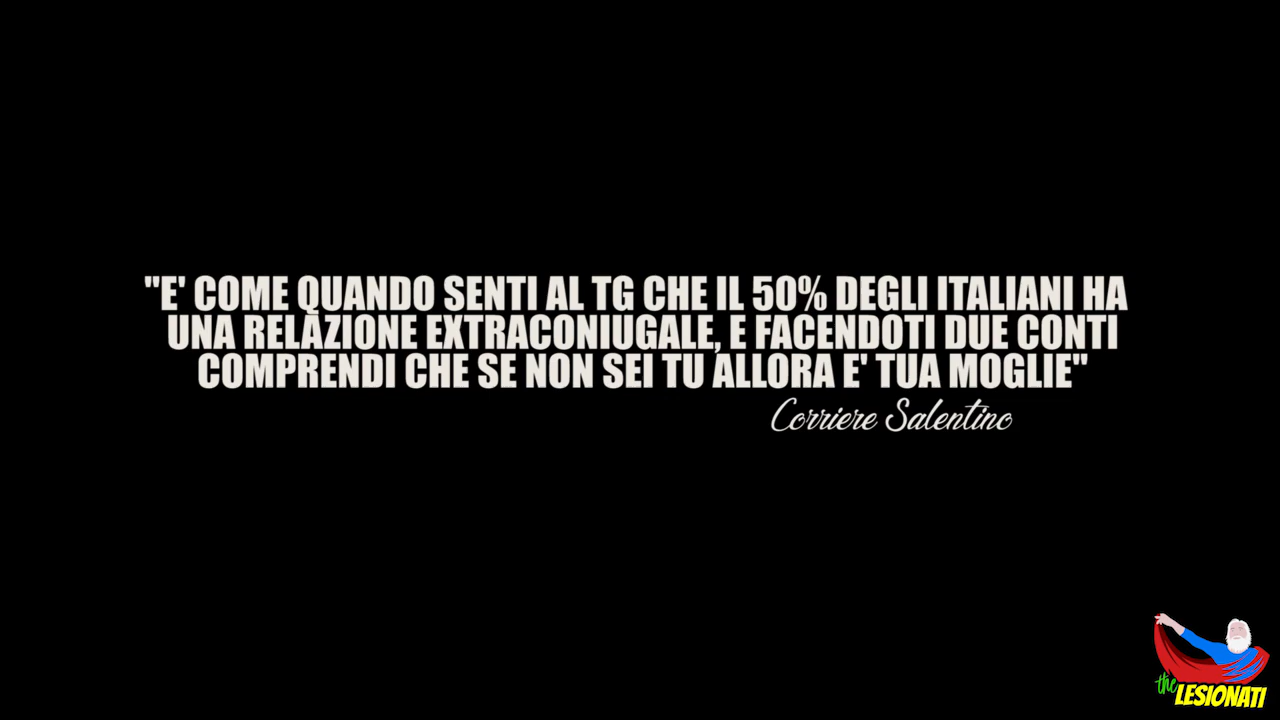 "E' COME QUANDO SENTI AL TG CHE IL 50% DEGLI ITALIANI HA
UNA RELAZIONE EXTRACONIUGALE, E FACENDOTI DUE CONTI
COMPRENDI CHE SE NON SEI TU ALLORA E' TUA MOGLIE"
Corriere Salentino
the
LESIONATI